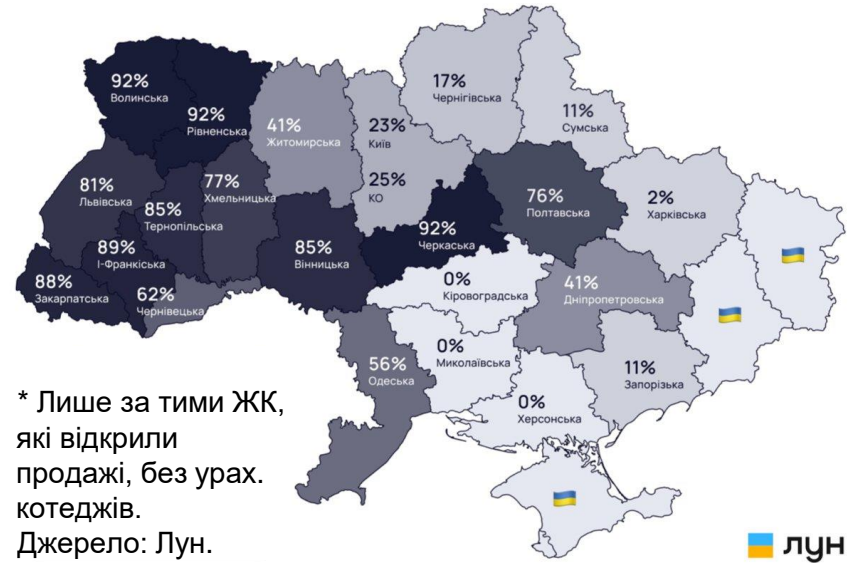 92%
Волинська
92%
Рівненська
41%
Житомирська
23%
Київ
25%
КО
17%
Чернігівська
11%
Сумська
81%
Львівська
85%
Тернопільська
77%
Хмельницька
89%
І-Франкіська
88%
Закарпатська
62%
Чернівецька
85%
Вінницька
92%
Черкаська
76%
Полтавська
2%
Харківська
0%
Кіровоградська
41%
Дніпропетровська
56%
Одеська
0%
Миколаївська
0%
Херсонська
11%
Запорізька
* Лише за тими ЖК,
які відкрили
продажі, без урах.
котеджів.
Джерело: Лун.
лун